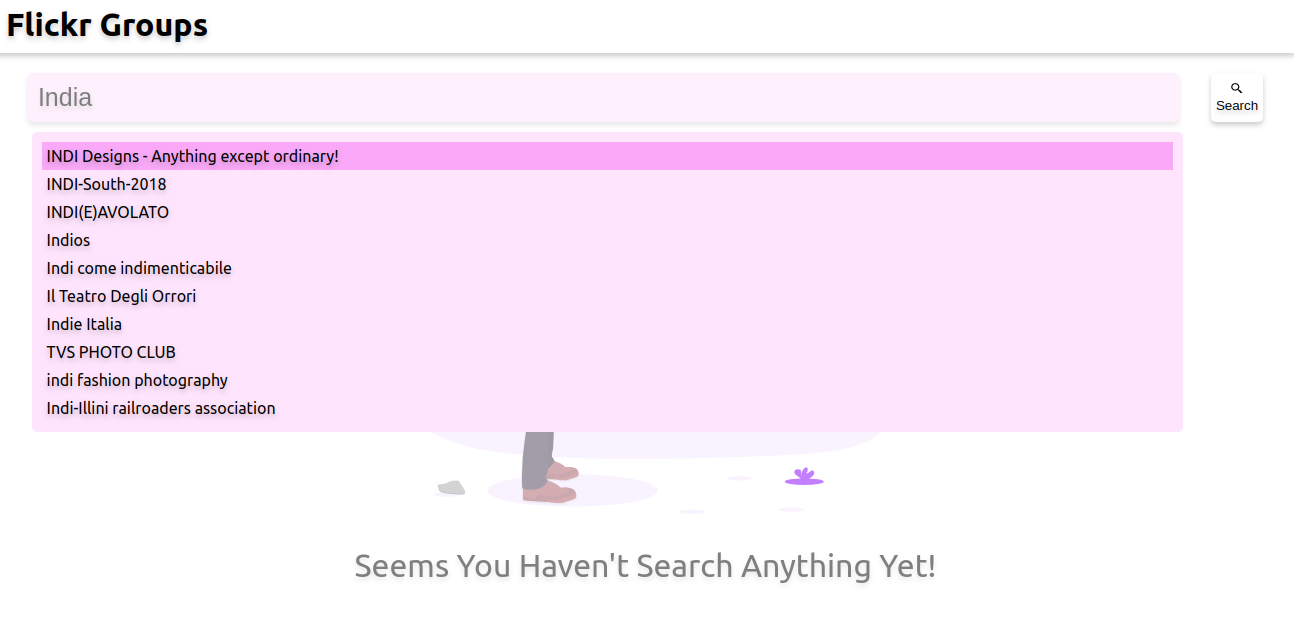 Flickr Groups
India
Search
INDI Designs - Anything except ordinary!
INDI-South-2018
INDI(E)AVOLATO
Indios
Indi come indimenticabile
Il Teatro Degli Orrori
Indie Italia
TVS PHOTO CLUB
indi fashion photography
Indi-Illini railroaders association
Seems You Haven't Search Anything Yet!